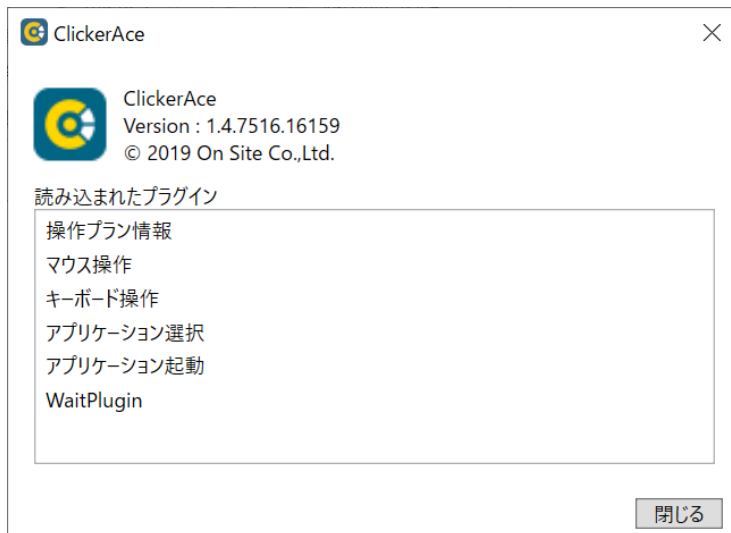 ClickerAce
ClickerAce
Version : 1.4.7516.16159
© 2019 On Site Co.,Ltd.
読み込まれたプラグイン
操作プラン情報
マウス操作
キーボード操作
アプリケーション選択
アプリケーション起動
WaitPlugin
閉じる